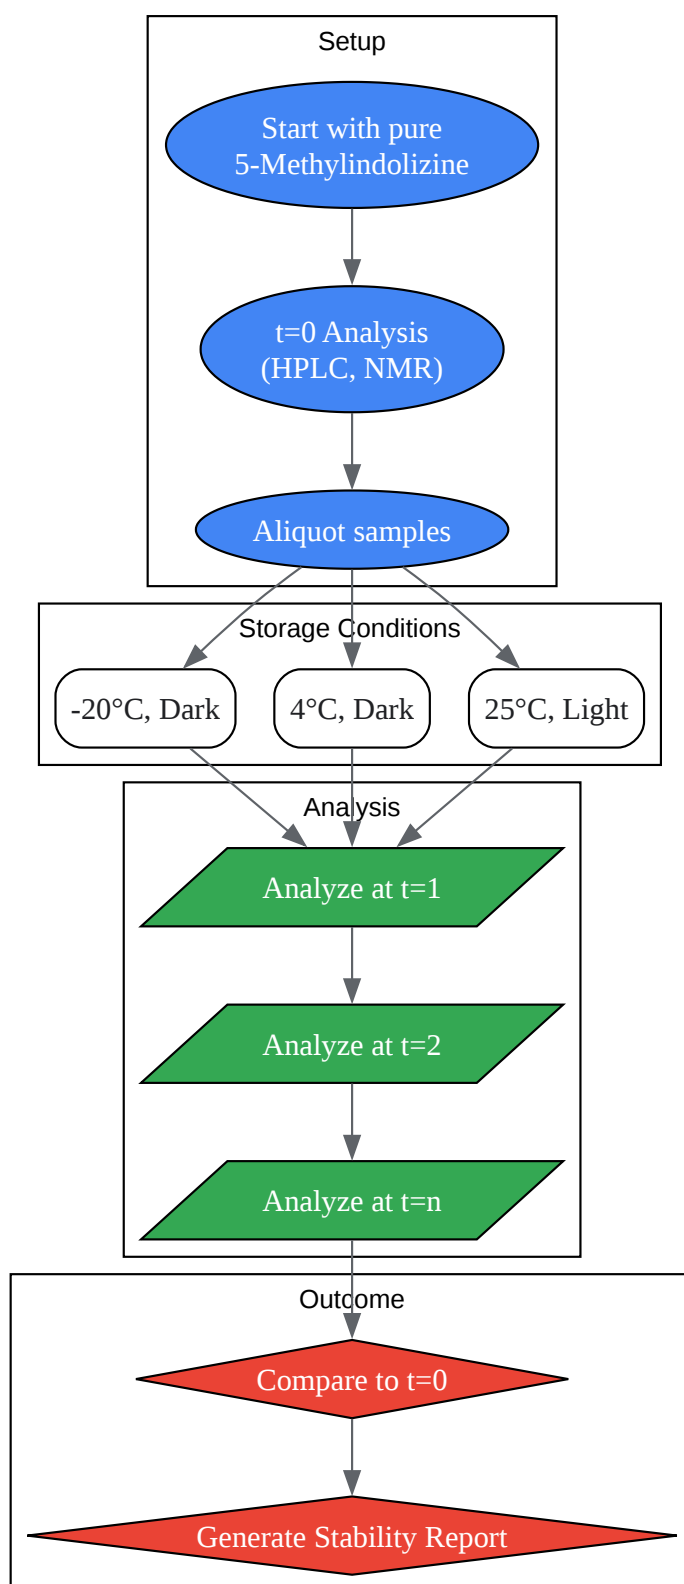 Setup
Start with pure
5-Methylindolizine
t=0 Analysis
(HPLC, NMR)
Aliquot samples
Storage Conditions
-20°C, Dark
4°C, Dark
25°C, Light
Analysis
Analyze at t=1
Analyze at t=2
Analyze at t=n
Outcome
Compare to t=0
Generate Stability Report